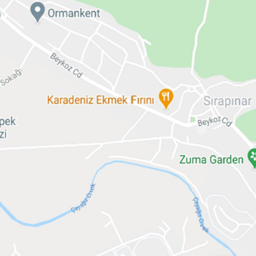 Ormankent
Beykoz Cd
Sokağı
Karadeniz Ekmek Fırını
Sırapınar
Beykoz Cd
pek
zi
Zuma Garden